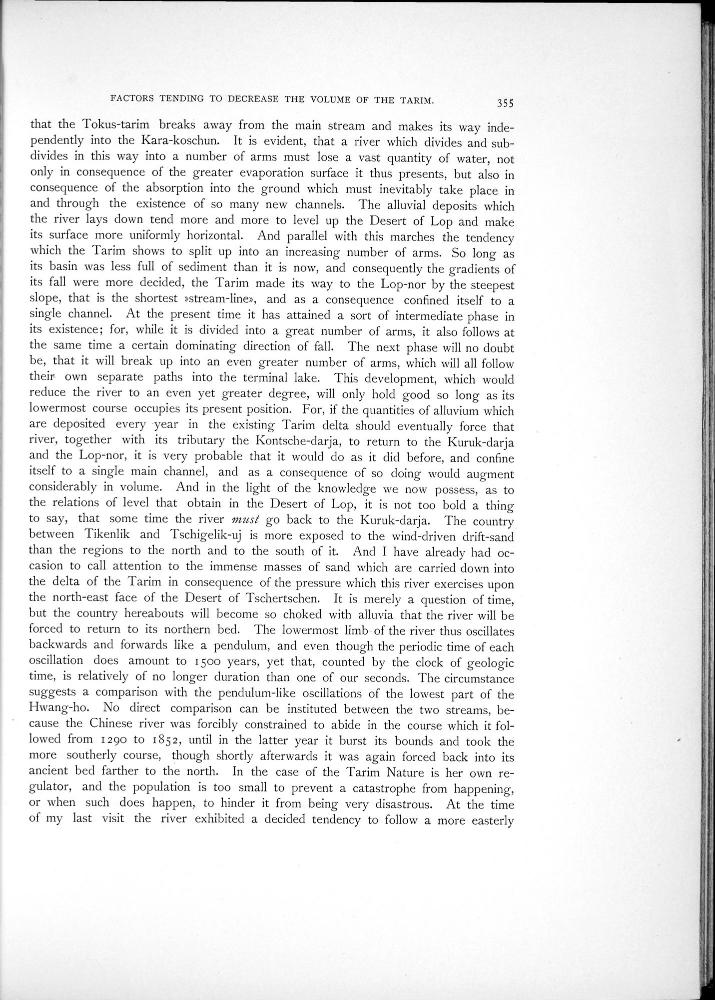 FACTORS TENDING TO DECREASE THE VOLUME OF THE TARIM. 355
that the Tokus-tarim breaks away from the main stream and makes its way inde-
pendently into the Kara-koschun. It is evident, that a river which divides and sub-
divides in this way into a number of arms must lose a vast quantity of water, not
only in consequence of the greater evaporation surface it thus presents, but also in
consequence of the absorption into the ground which must inevitably take place in
and through the existence of so many new channels. The alluvial deposits which
the river lays down tend more and more to level up the Desert of Lop and make
its surface more uniformly horizontal. And parallel with this marches the tendency
which the Tarim shows to split up into an increasing number of arms. So long as
its basin was less full of sediment than it is now, and consequently the gradients of
its fall were more decided, the Tarim made its way to the Lop-nor by the steepest
slope, that is the shortest »stream-line», and as a consequence confined itself to a
single channel. At the present time it has attained a sort of intermediate phase in
its existence; for, while it is divided into a great number of arms, it also follows at
the same time a certain dominating direction of fall. The next phase will no doubt
be, that it will break up into an even greater number of arms, which will all follow
their own separate paths into the terminal lake. This development, which would
reduce the river to an even yet greater degree, will only hold good so long as its
lowermost course occupies its present position. For, if the quantities of alluvium which
are deposited every year in the existing Tarim delta should eventually force that
river, together with its tributary the Kontsche-darja, to return to the Kuruk-darja
and the Lop-nor, it is very probable that it would do as it did before, and confine
itself to a single main channel, and as a consequence of so doing would augment
considerably in volume. And in the light of the knowledge we now possess, as to
the relations of level that obtain in the Desert of Lop, it is not too bold a thing
to say, that some time the river must go back to the Kuruk-darja. The country
between Tikenlik and Tschigelik-uj is more exposed to the wind-driven drift-sand
than the regions to the north and to the south of it. And I have already had oc-
casion to call attention to the immense masses of sand which are carried down into
the delta of the Tarim in consequence of the pressure which this river exercises upon
the north-east face of the Desert of Tschertschen. It is merely a question of time,
but the country hereabouts will become so choked with alluvia that the river will be
forced to return to its northern bed. The lowermost limb of the river thus oscillates
backwards and forwards like a pendulum, and even though the periodic time of each
oscillation does amount to 1500 years, yet that, counted by the clock of geologic
time, is relatively of no longer duration than one of our seconds. The circumstance
suggests a comparison with the pendulum-like oscillations of the lowest part of the
Hwang-ho. No direct comparison can be instituted between the two streams, be-
cause the Chinese river was forcibly constrained to abide in the course which it fol-
lowed from 1290 to 1852, until in the latter year it burst its bounds and took the
more southerly course, though shortly afterwards it was again forced back into its
ancient bed farther to the north. In the case of the Tarim Nature is her own re-
gulator, and the population is too small to prevent a catastrophe from happening,
or when such does happen, to hinder it from being very disastrous. At the time
of my last visit the river exhibited a decided tendency to follow a more easterly